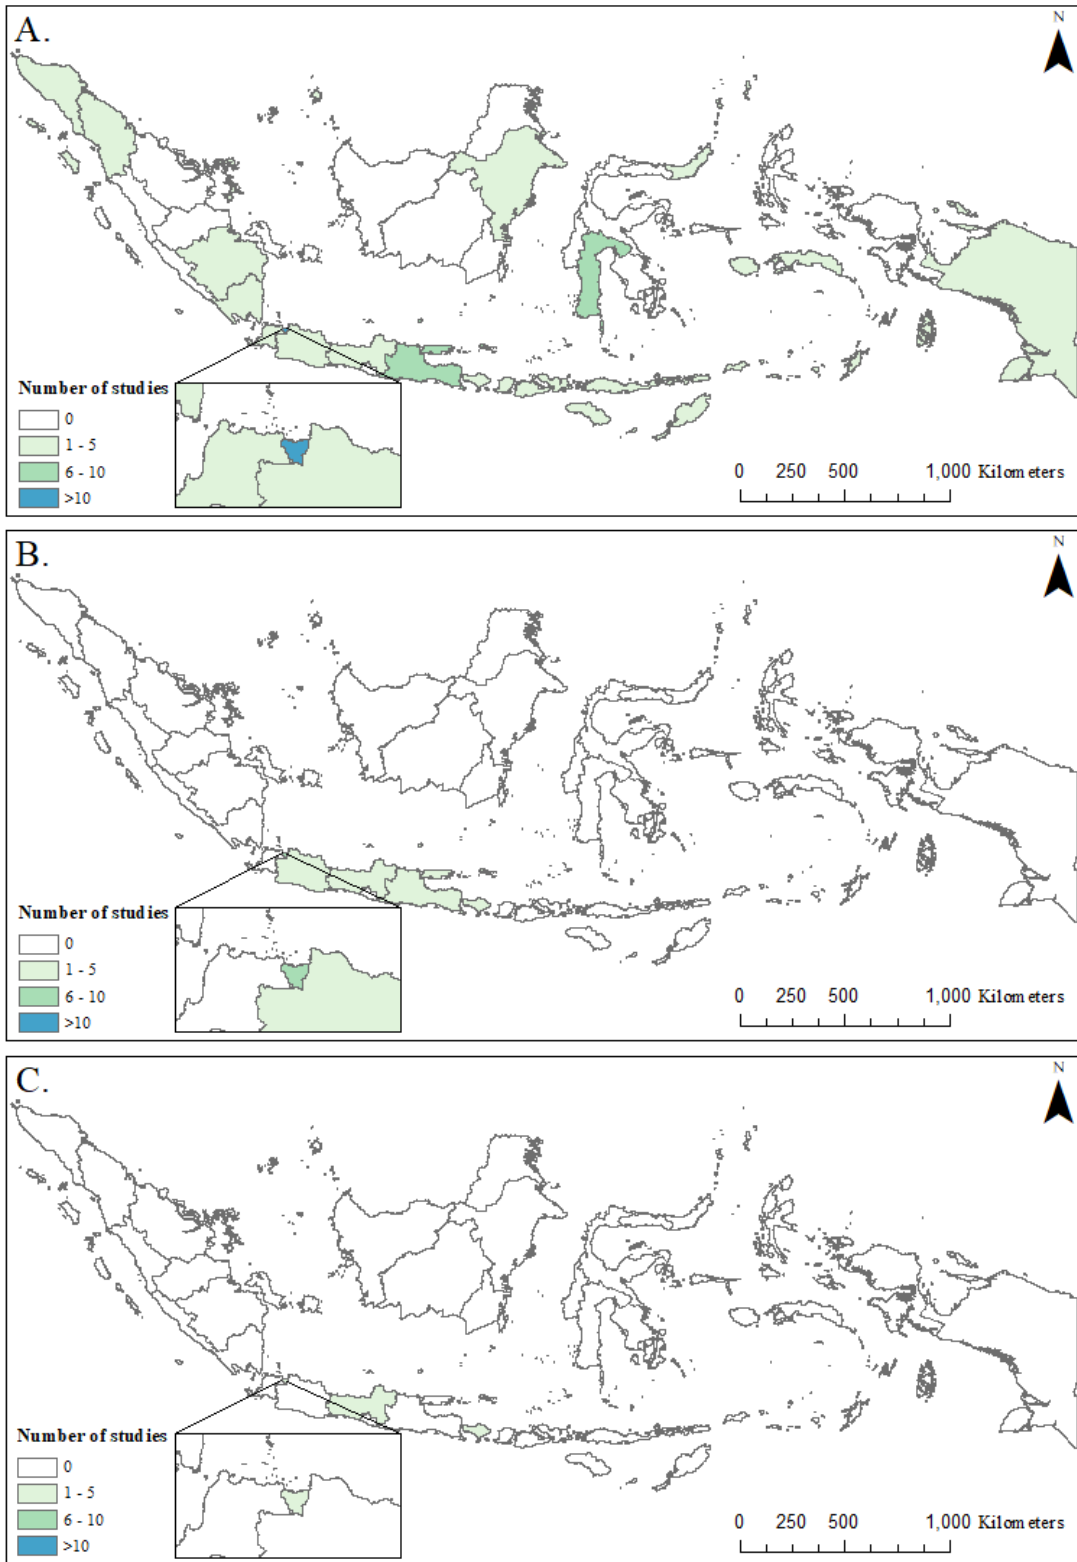 A.
N
Number of studies
0
1 - 5
6 - 10
>10
0 250 500 1,000 Kilometers
B.
N
Number of studies
0
1 - 5
6 - 10
>10
0 250 500 1,000 Kilometers
C.
N
Number of studies
0
1 - 5
6 - 10
>10
0 250 500 1,000 Kilometers